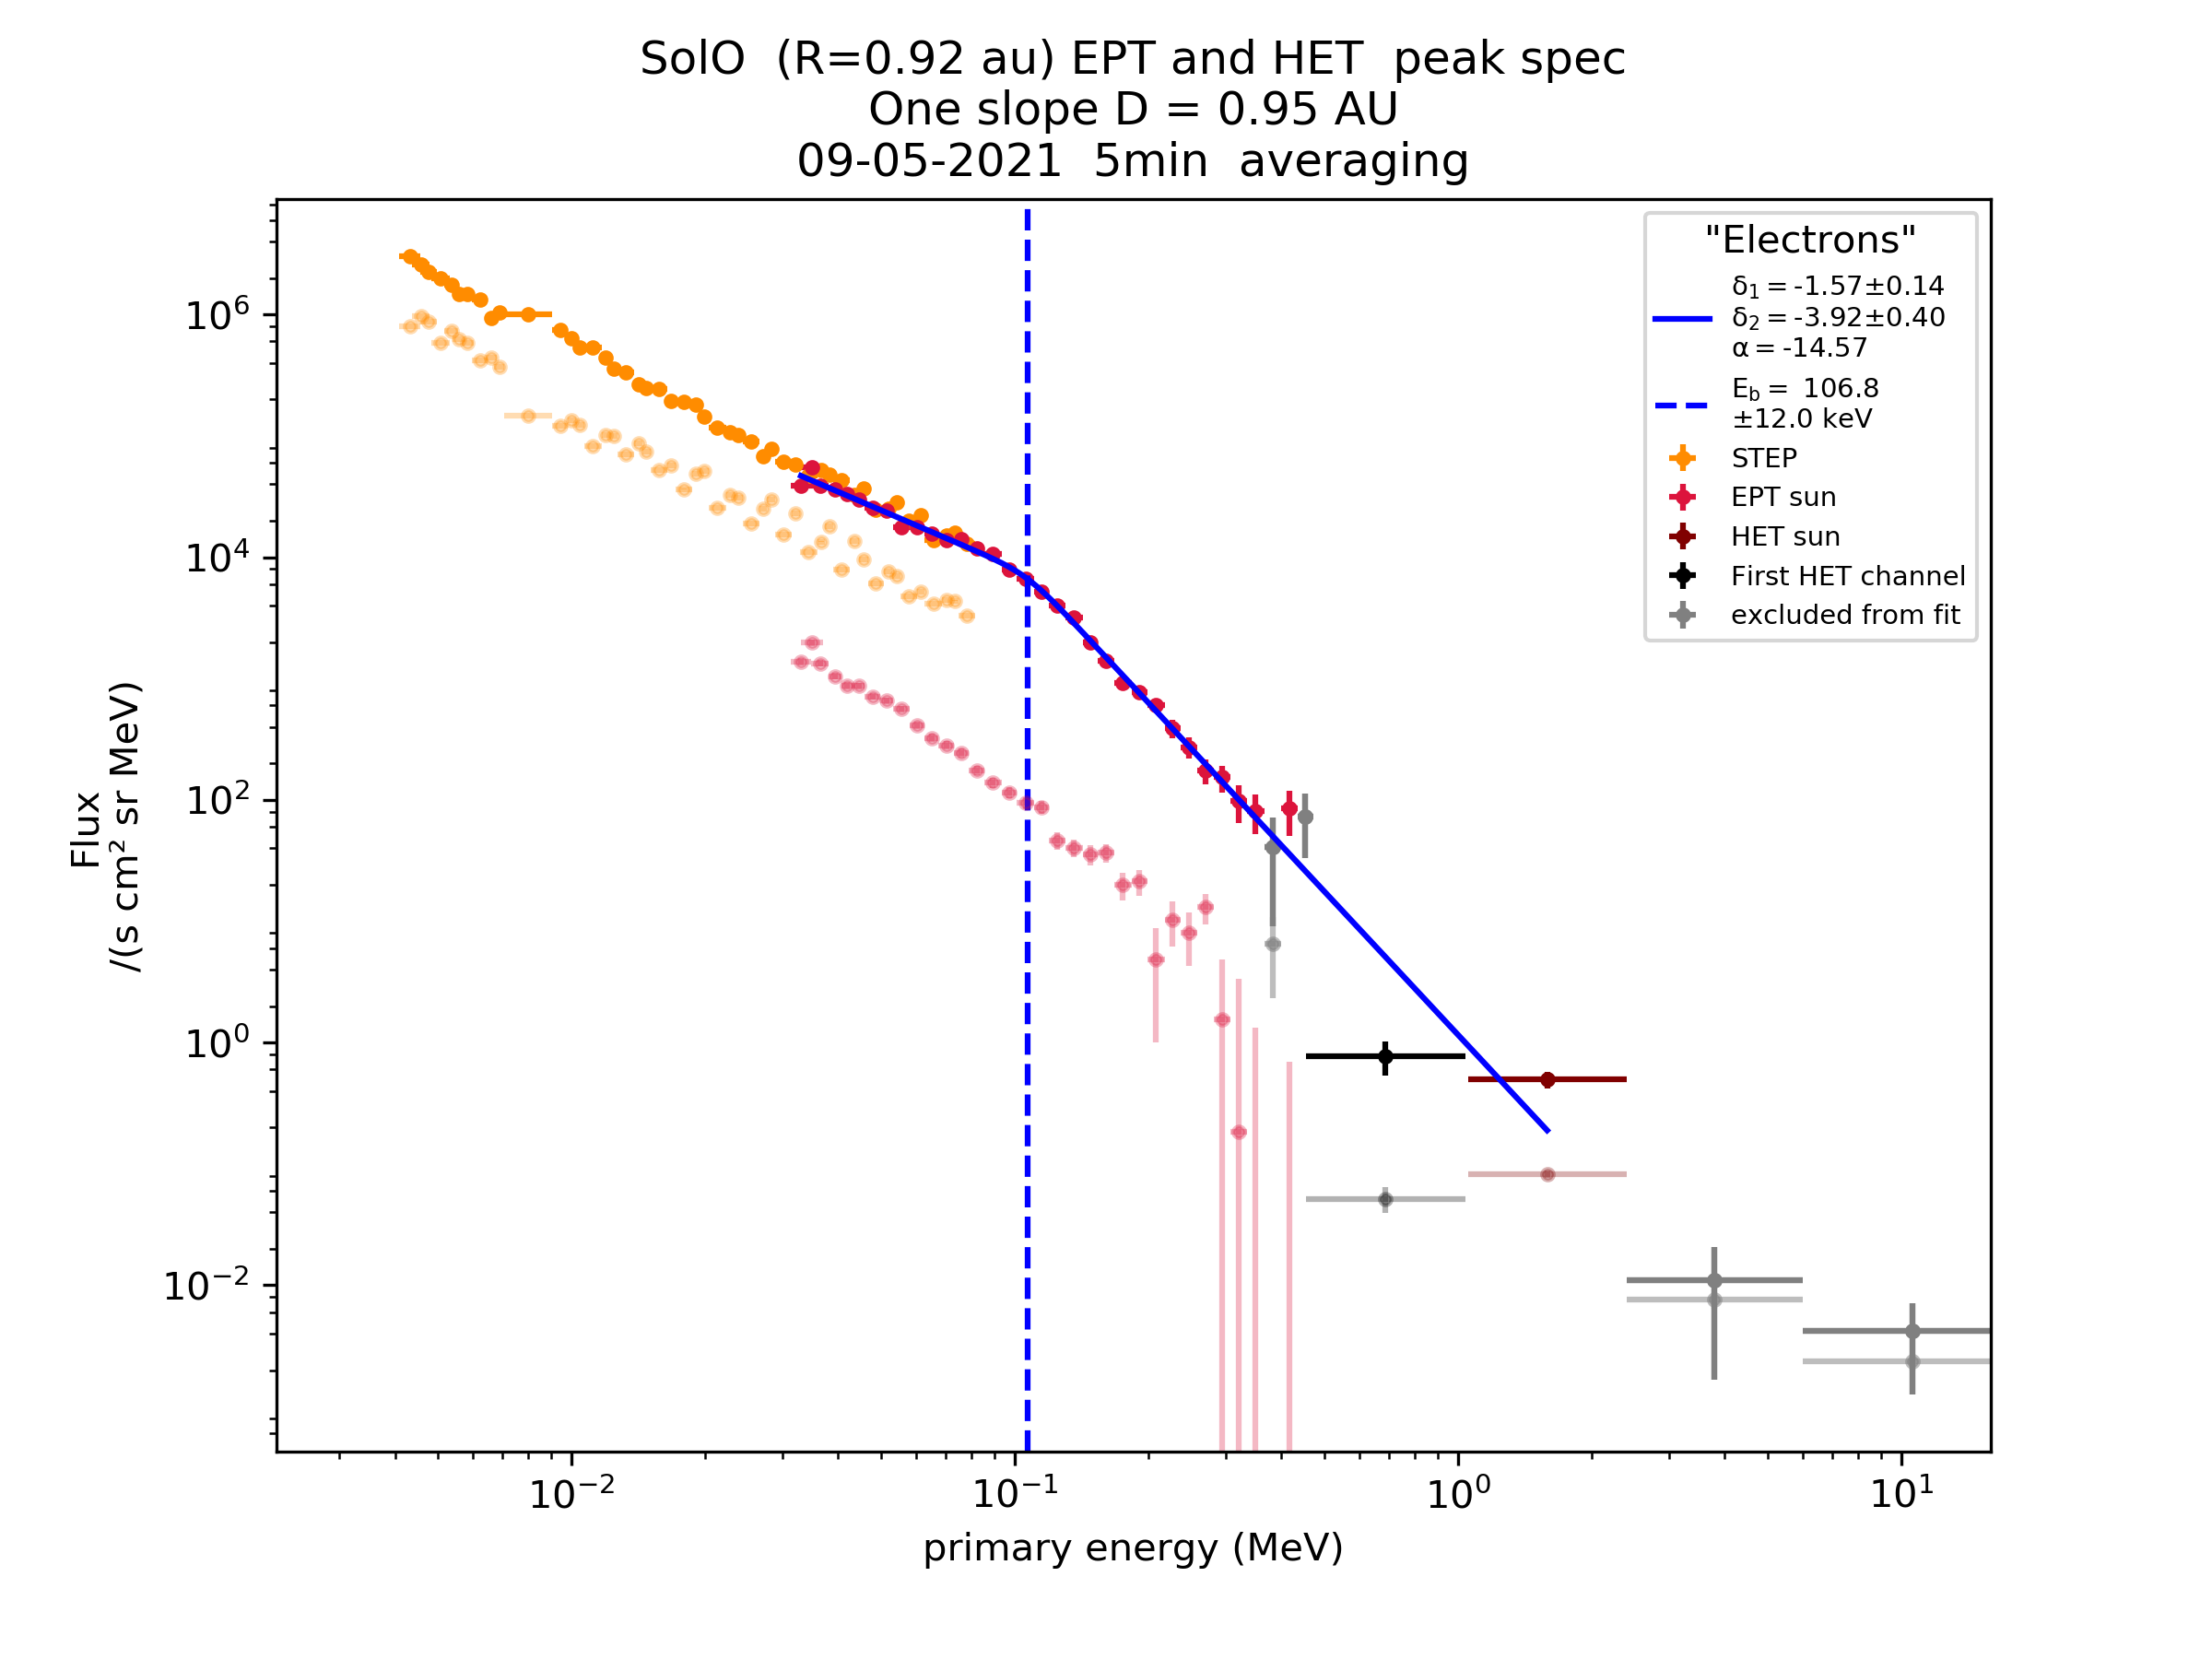 SolO  (R=0.92 au) EPT and HET  peak spec
One slope D = 0.95 AU
09-05-2021  5min  averaging
"Electrons"
δ₁ = -1.57±0.14
δ₂ = -3.92±0.40
α = -14.57
E_b = 106.8
±12.0 keV
STEP
EPT sun
HET sun
First HET channel
excluded from fit
Flux
/(s cm² sr MeV)
10⁶
10⁴
10²
10⁰
10⁻²
10⁻² 10⁻¹ 10⁰ 10¹
primary energy (MeV)